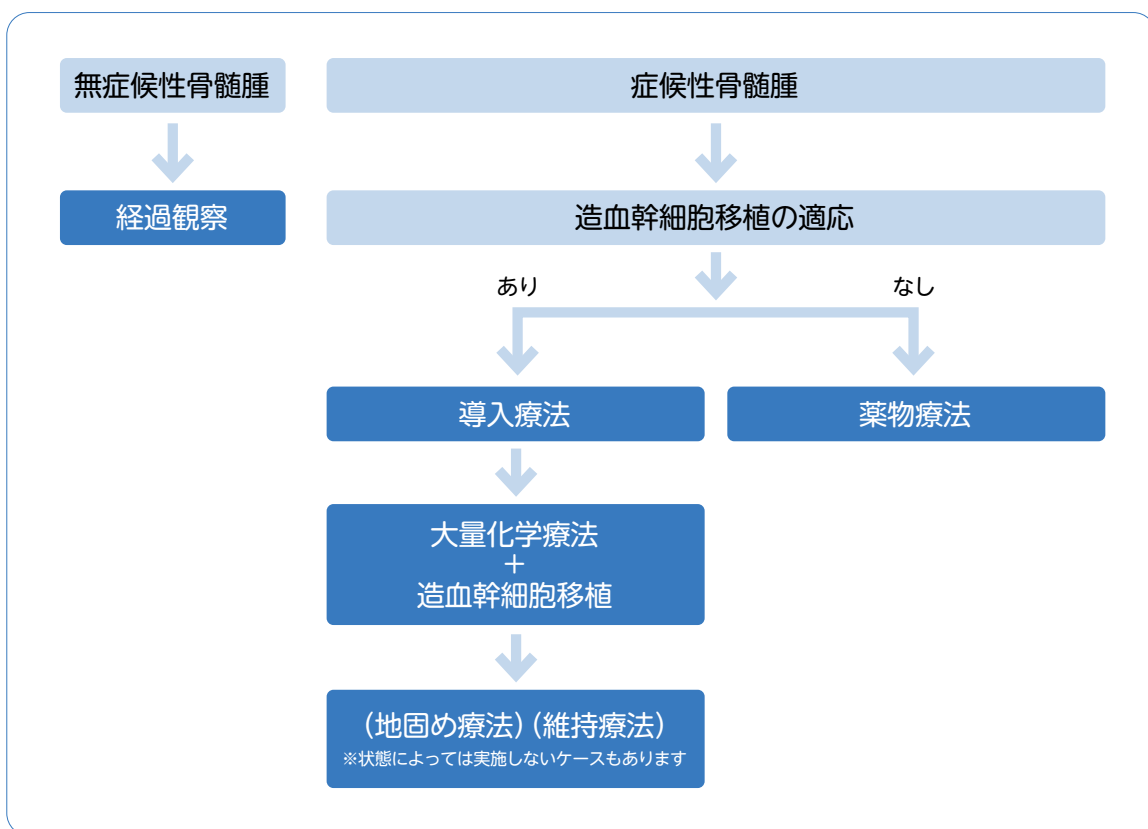 無症候性骨髄腫
症候性骨髄腫
経過観察
造血幹細胞移植の適応
あり
なし
導入療法
薬物療法
大量化学療法
+
造血幹細胞移植
(地固め療法)(維持療法)
※状態によっては実施しないケースもあります